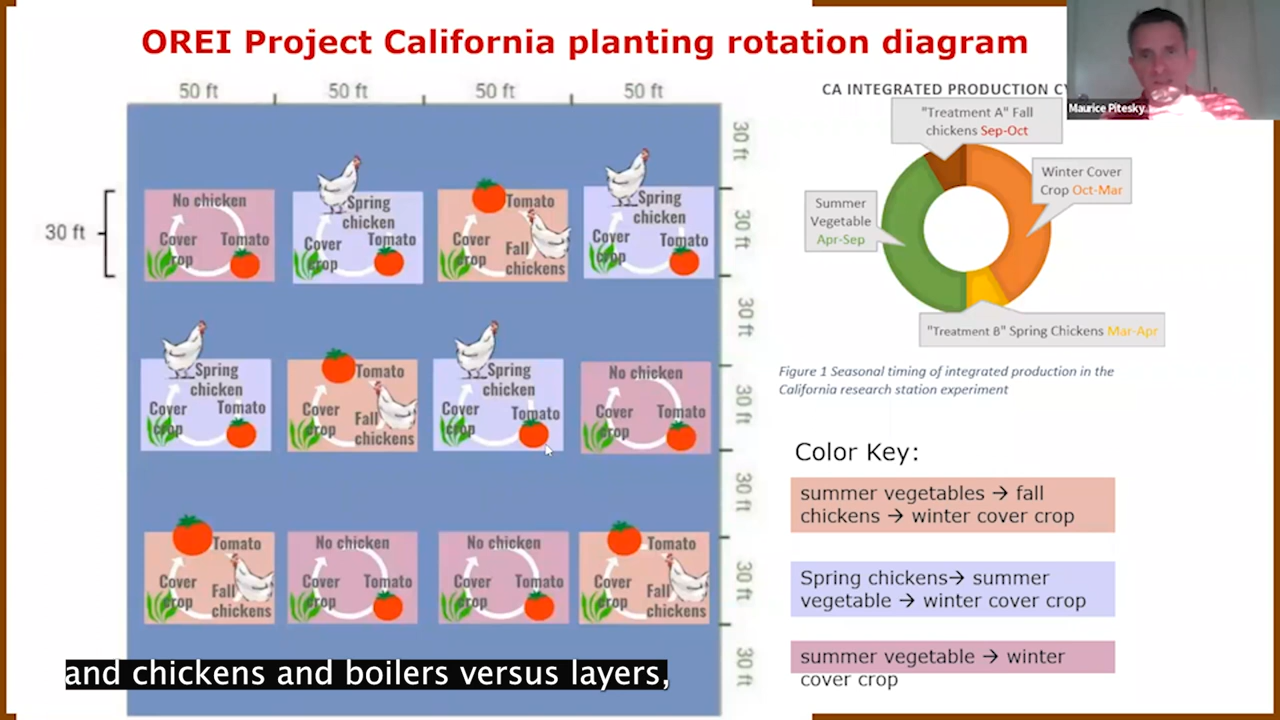 OREI Project California planting rotation diagram
Maurice Pitesky
50 ft
50 ft
50 ft
50 ft
30 ft
30 ft
30 ft
30 ft
30 ft
30 ft
30 ft
30 ft
No chicken
Cover crop
Tomato
Spring chicken
Cover crop
Tomato
Tomato
Cover crop
Fall chickens
Spring chicken
Cover crop
Tomato
Spring chicken
Cover crop
Tomato
Tomato
Cover crop
Fall chickens
Spring chicken
Cover crop
Tomato
No chicken
Cover crop
Tomato
Tomato
Cover crop
Fall chickens
No chicken
Cover crop
Tomato
No chicken
Cover crop
Tomato
Tomato
Cover crop
Fall chickens
CA INTEGRATED PRODUCTION
"Treatment A" Fall
chickens Sep-Oct
Winter Cover
Crop Oct-Mar
Summer
Vegetable
Apr-Sep
"Treatment B" Spring Chickens Mar-Apr
Figure 1 Seasonal timing of integrated production in the
California research station experiment
Color Key:
summer vegetables → fall
chickens → winter cover crop
Spring chickens→ summer
vegetable → winter cover crop
summer vegetable → winter
cover crop
and chickens and boilers versus layers,